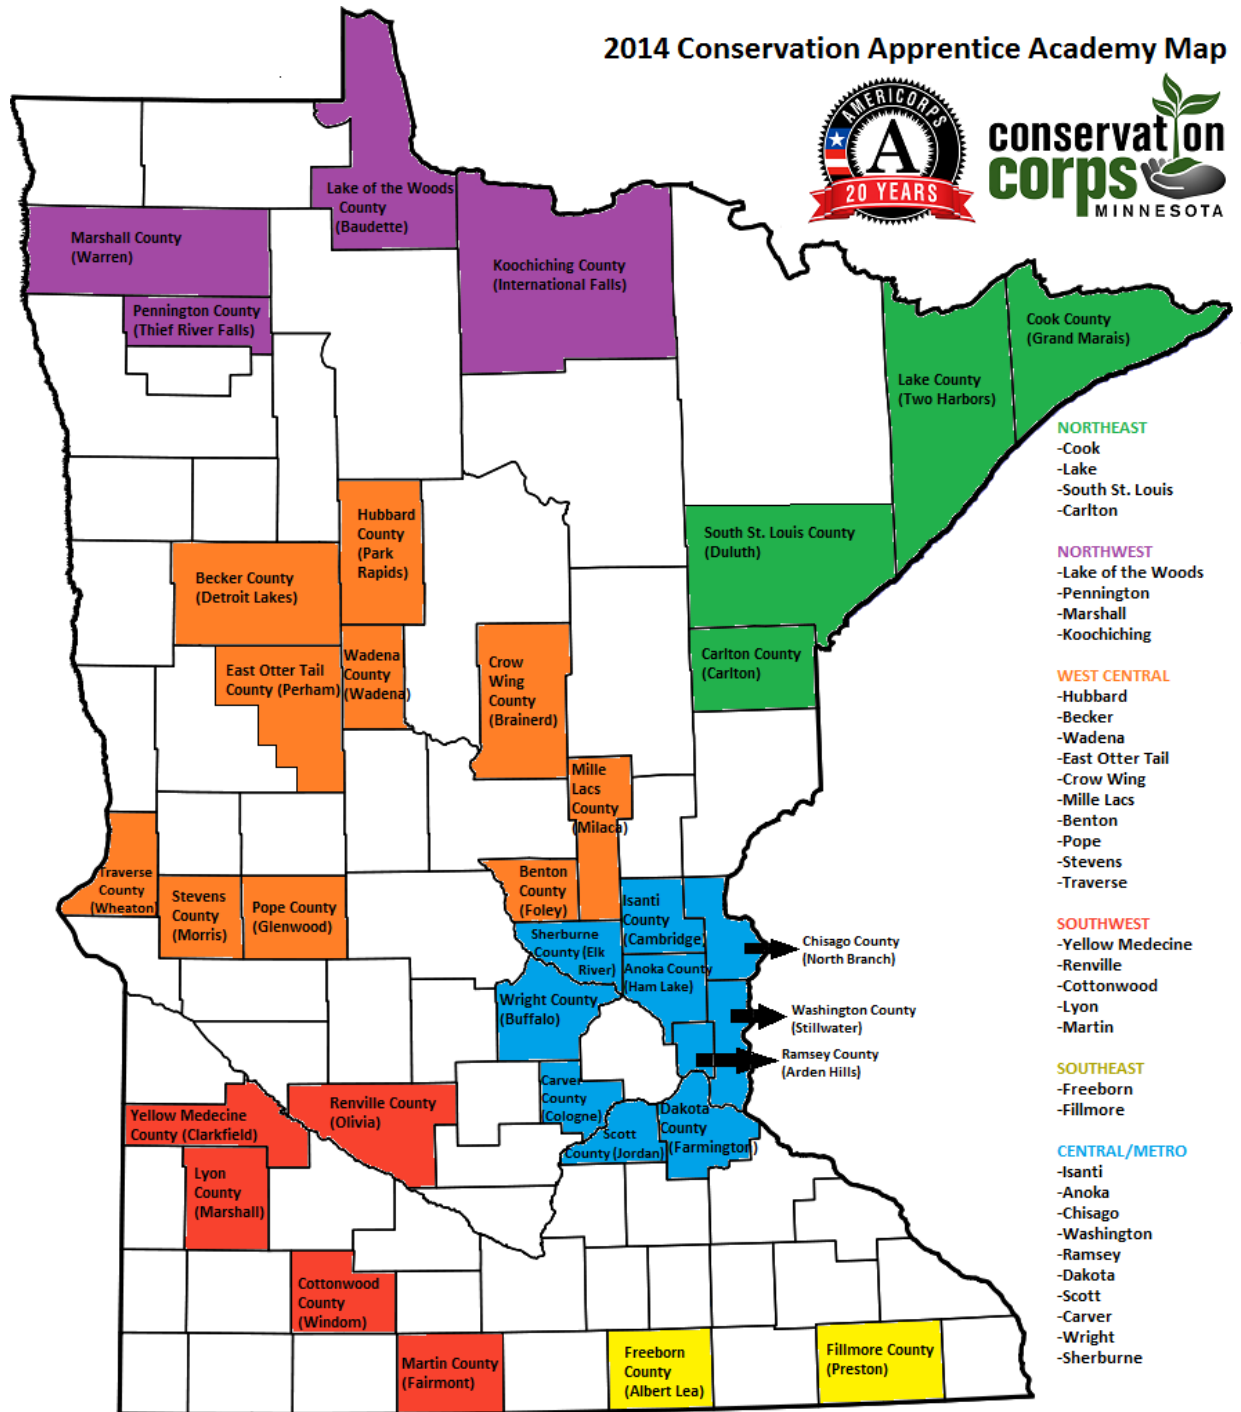 2014 Conservation Apprentice Academy Map
AMERICORPS
A
20 YEARS
conservation
corps
MINNESOTA
Lake of the Woods
County
(Baudette)
Marshall County
(Warren)
Koochiching County
(International Falls)
Pennington County
(Thief River Falls)
Cook County
(Grand Marais)
Lake County
(Two Harbors)
Hubbard
County
(Park
Rapids)
South St. Louis County
(Duluth)
Becker County
(Detroit Lakes)
Wadena
County
(Wadena)
East Otter Tail
County (Perham)
Crow
Wing
County
(Brainerd)
Carlton County
(Carlton)
Mille
Lacs
County
(Milaca)
Traverse
County
(Wheaton)
Stevens
County
(Morris)
Pope County
(Glenwood)
Benton
County
(Foley)
Isanti
County
(Cambridge)
Sherburne
County (Elk
River)
Anoka County
(Ham Lake)
Chisago County
(North Branch)
Wright County
(Buffalo)
Washington County
(Stillwater)
Ramsey County
(Arden Hills)
Carver
County
(Cologne)
Dakota
County
(Farmington)
Scott
County (Jordan)
Renville County
(Olivia)
Yellow Medecine
County (Clarkfield)
Lyon
County
(Marshall)
Cottonwood
County
(Windom)
Martin County
(Fairmont)
Freeborn
County
(Albert Lea)
Fillmore County
(Preston)
NORTHEAST
-Cook
-Lake
-South St. Louis
-Carlton
NORTHWEST
-Lake of the Woods
-Pennington
-Marshall
-Koochiching
WEST CENTRAL
-Hubbard
-Becker
-Wadena
-East Otter Tail
-Crow Wing
-Mille Lacs
-Benton
-Pope
-Stevens
-Traverse
SOUTHWEST
-Yellow Medecine
-Renville
-Cottonwood
-Lyon
-Martin
SOUTHEAST
-Freeborn
-Fillmore
CENTRAL/METRO
-Isanti
-Anoka
-Chisago
-Washington
-Ramsey
-Dakota
-Scott
-Carver
-Wright
-Sherburne